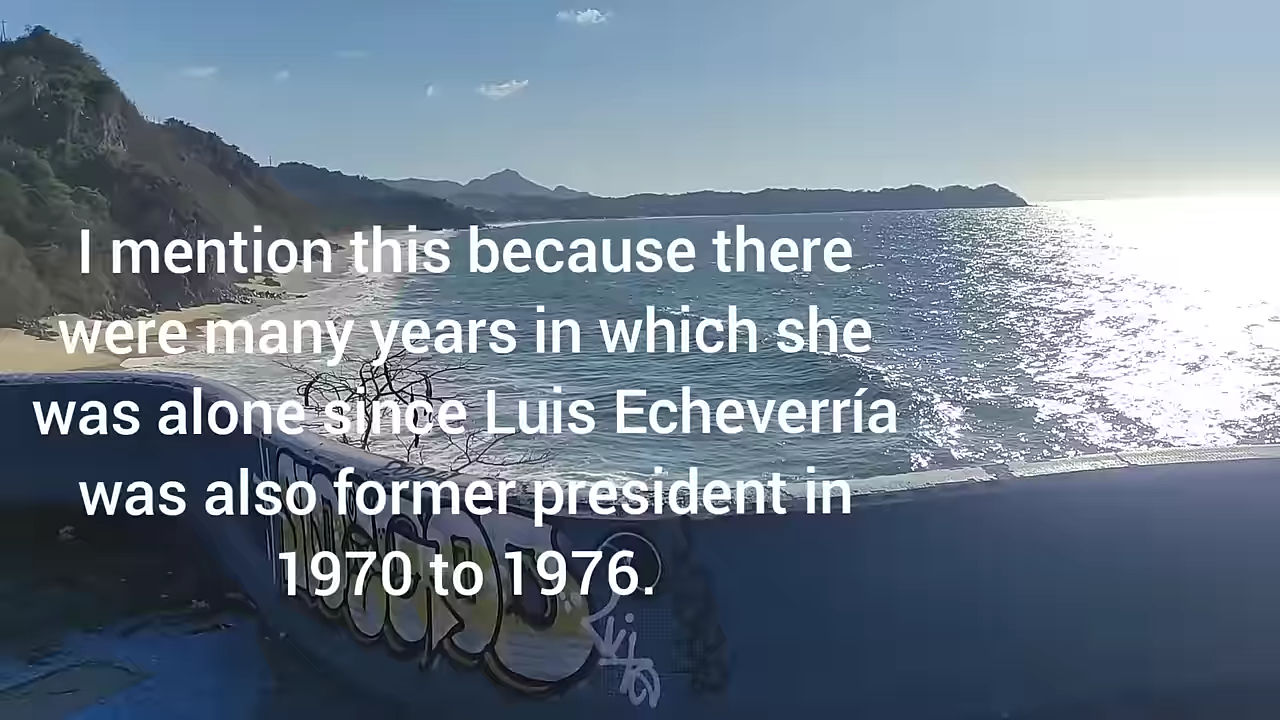 I mention this because there
were many years in which she
was alone since Luis Echeverría
was also former president in
1970 to 1976.